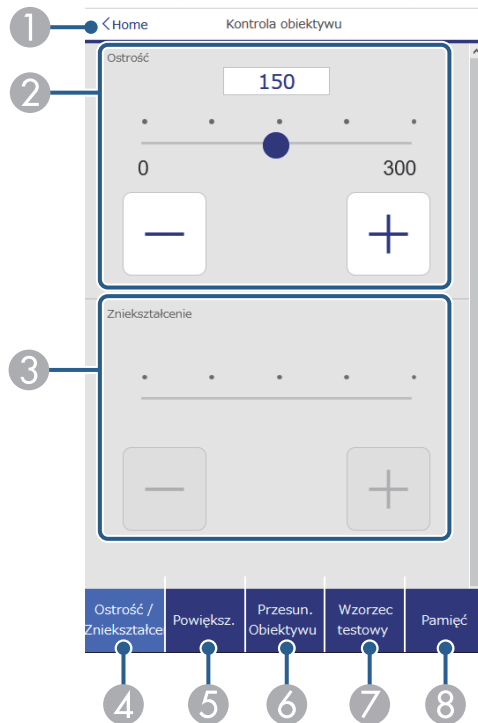 1
<Home Kontrola obiektywu
2
Ostrość
150
0 300
− +
3
Zniekształcenie
− +
Ostrość /
Zniekształce
Powiększ.
Przesun.
Obiektywu
Wzorzec
testowy
Pamięć
4 5 6 7 8